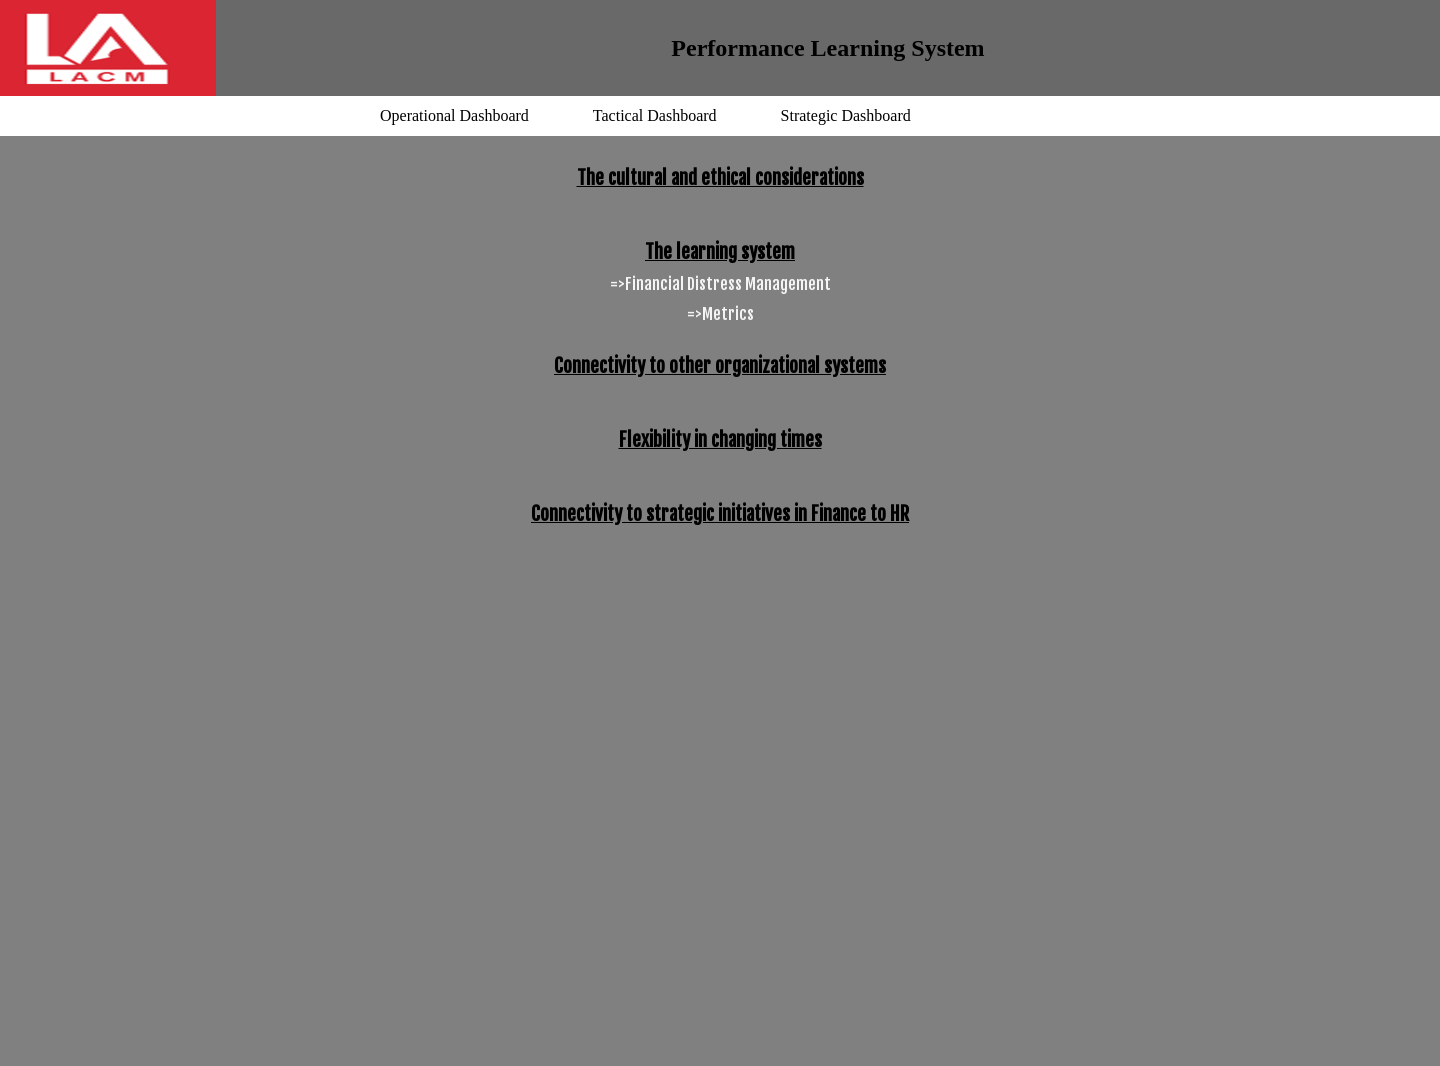 LA
LACM
Performance Learning System
Operational Dashboard Tactical Dashboard Strategic Dashboard
The cultural and ethical considerations
The learning system
=>Financial Distress Management
=>Metrics
Connectivity to other organizational systems
Flexibility in changing times
Connectivity to strategic initiatives in Finance to HR